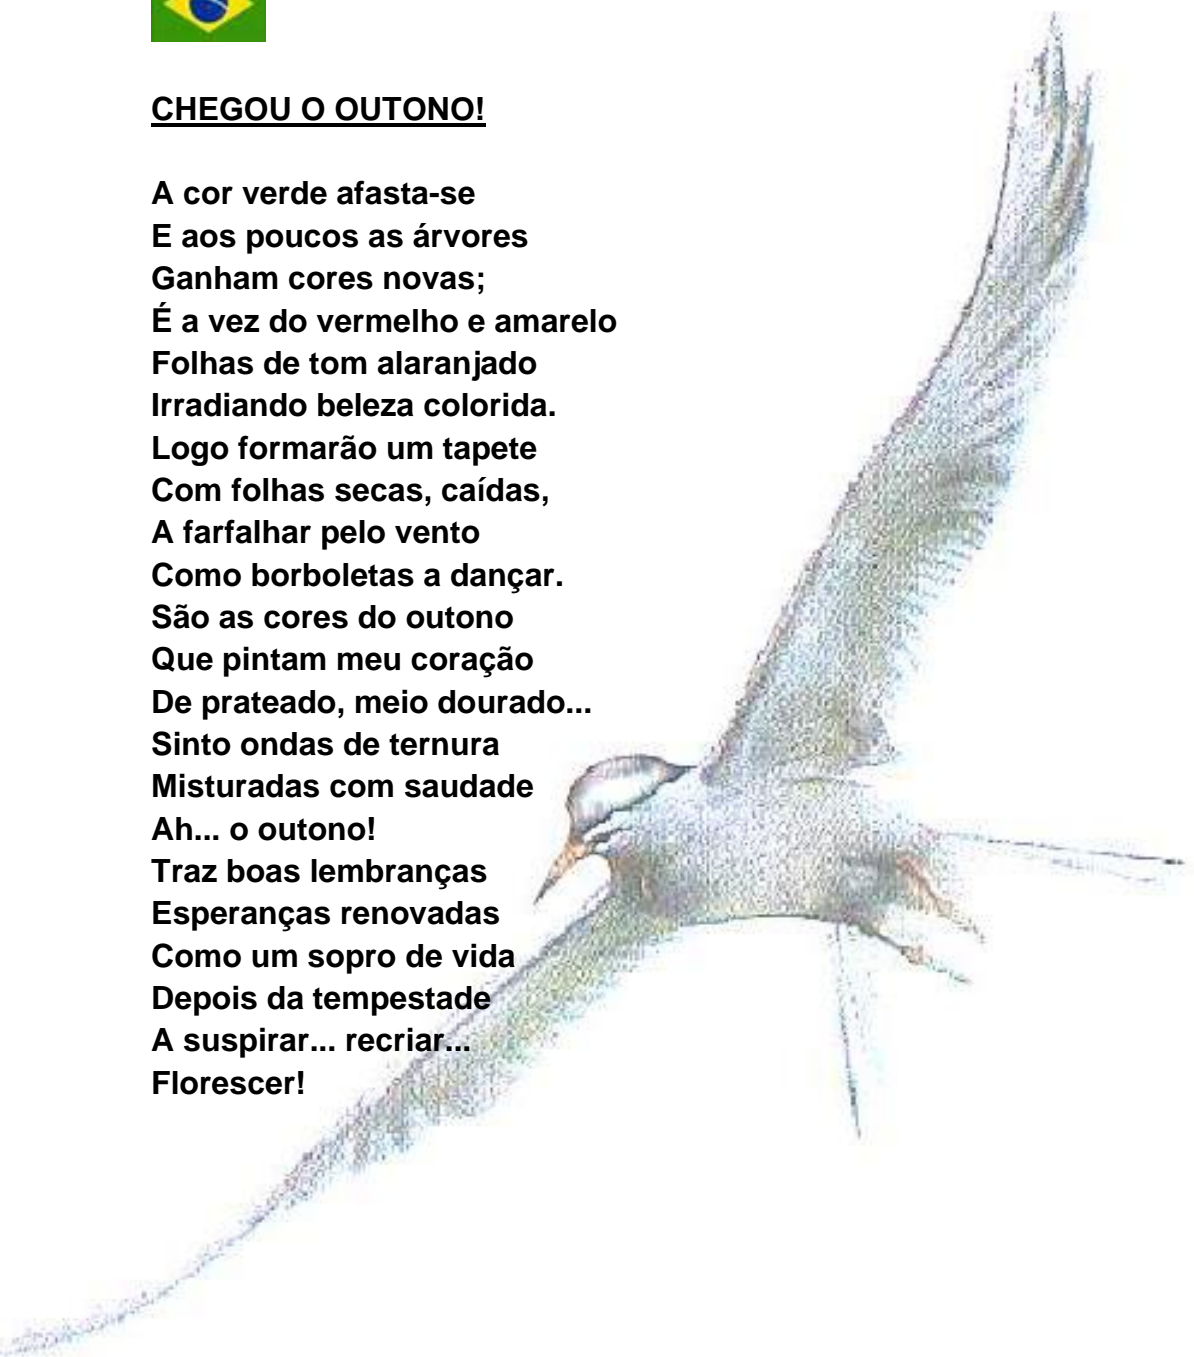 CHEGOU O OUTONO!
A cor verde afasta-se
E aos poucos as árvores
Ganham cores novas;
É a vez do vermelho e amarelo
Folhas de tom alaranjado
Irradiando beleza colorida.
Logo formarão um tapete
Com folhas secas, caídas,
A farfalhar pelo vento
Como borboletas a dançar.
São as cores do outono
Que pintam meu coração
De prateado, meio dourado...
Sinto ondas de ternura
Misturadas com saudade
Ah... o outono!
Traz boas lembranças
Esperanças renovadas
Como um sopro de vida
Depois da tempestade
A suspirar... recriar...
Florescer!